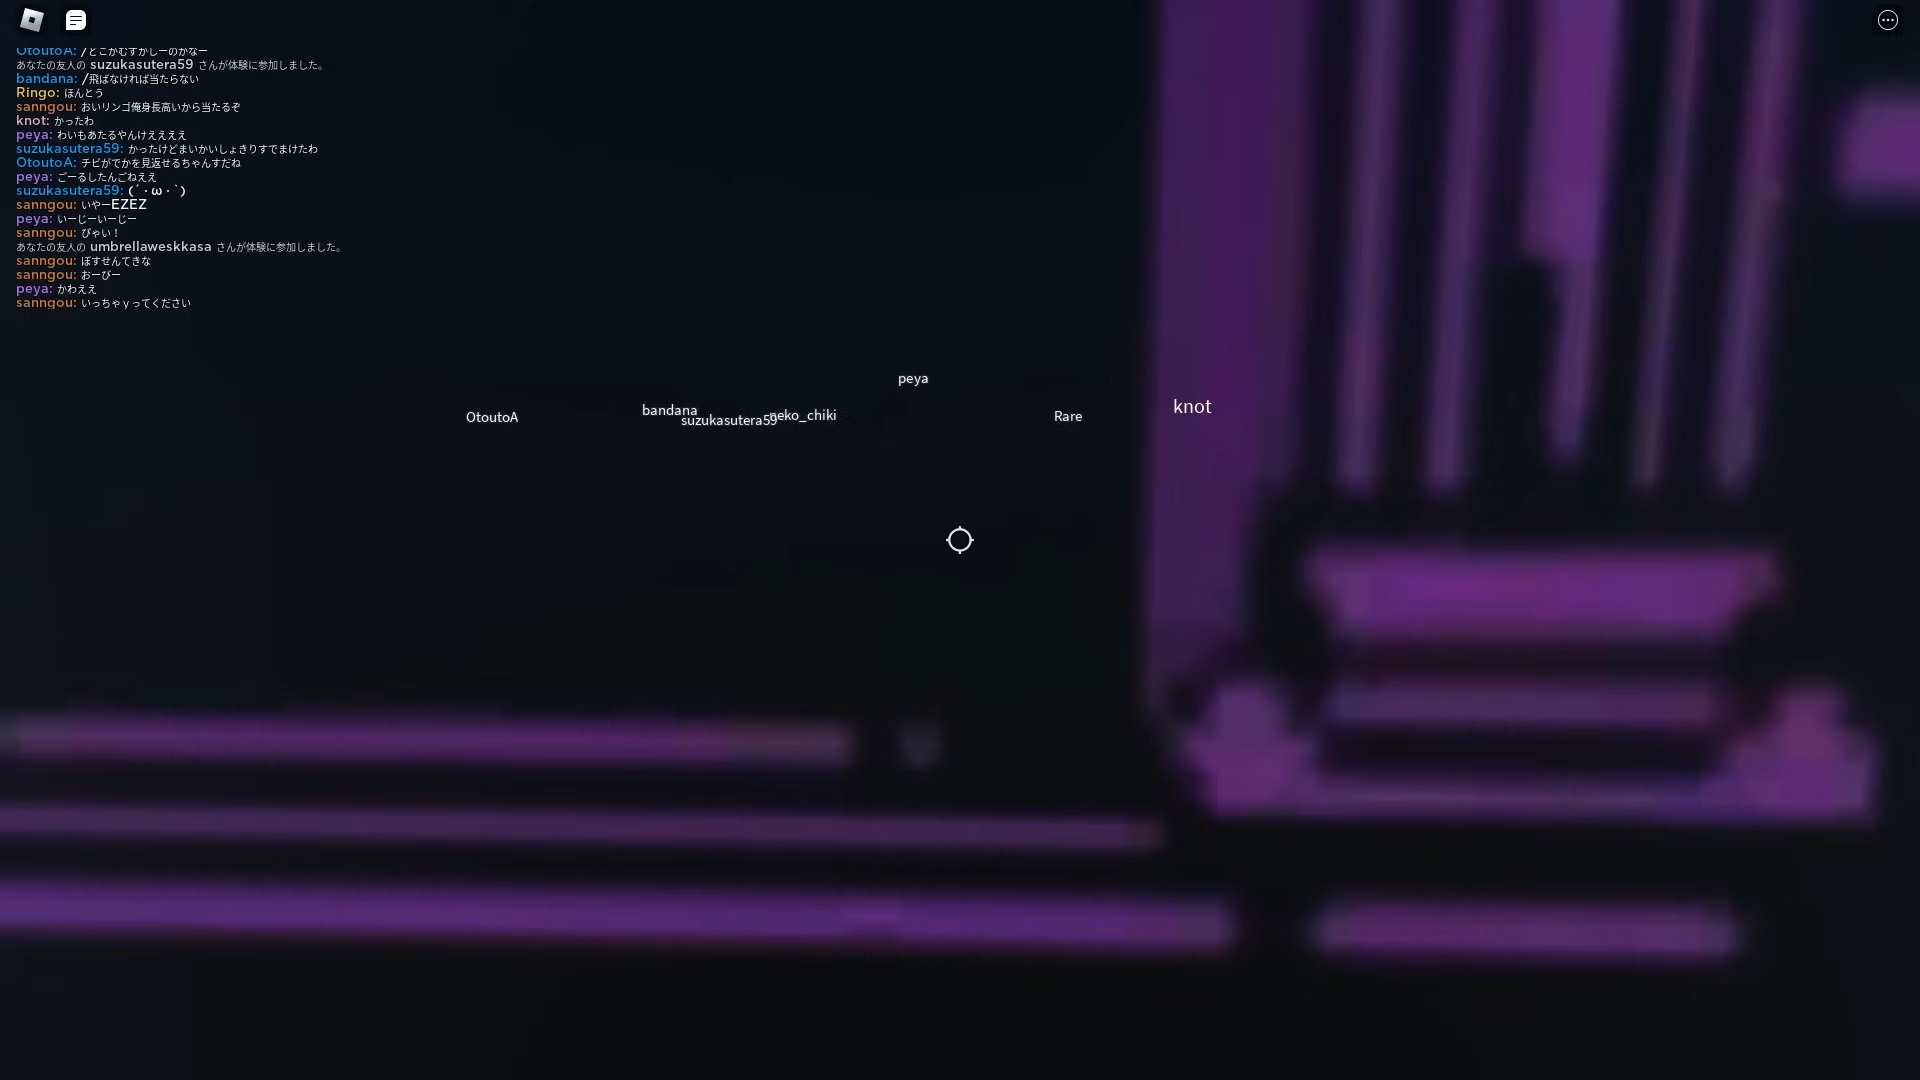 OtoutoA: /どこかむずかしーのかなー
あなたの友人の suzukasutera59 さんが体験に参加しました。
bandana: /飛ばなければ当たらない
Ringo: ほんとう
sanngou: おいリンゴ俺身長高いから当たるぞ
knot: かったわ
peya: わいもあたるやんけええええ
suzukasutera59: かったけどまいかいしょきりすでまけたわ
OtoutoA: チビがでかを見返せるちゃんすだね
peya: ごーるしたんごねええ
suzukasutera59: (´・ω・`)
sanngou: いやーEZEZ
peya: いーじーいーじー
sanngou: ぴゃい！
あなたの友人の umbrellaweskkasa さんが体験に参加しました。
sanngou: ぼすせんてきな
sanngou: おーびー
peya: かわええ
sanngou: いっちゃｙってください
peya
OtoutoA
bandana
suzukasutera59
neko_chiki
Rare
knot